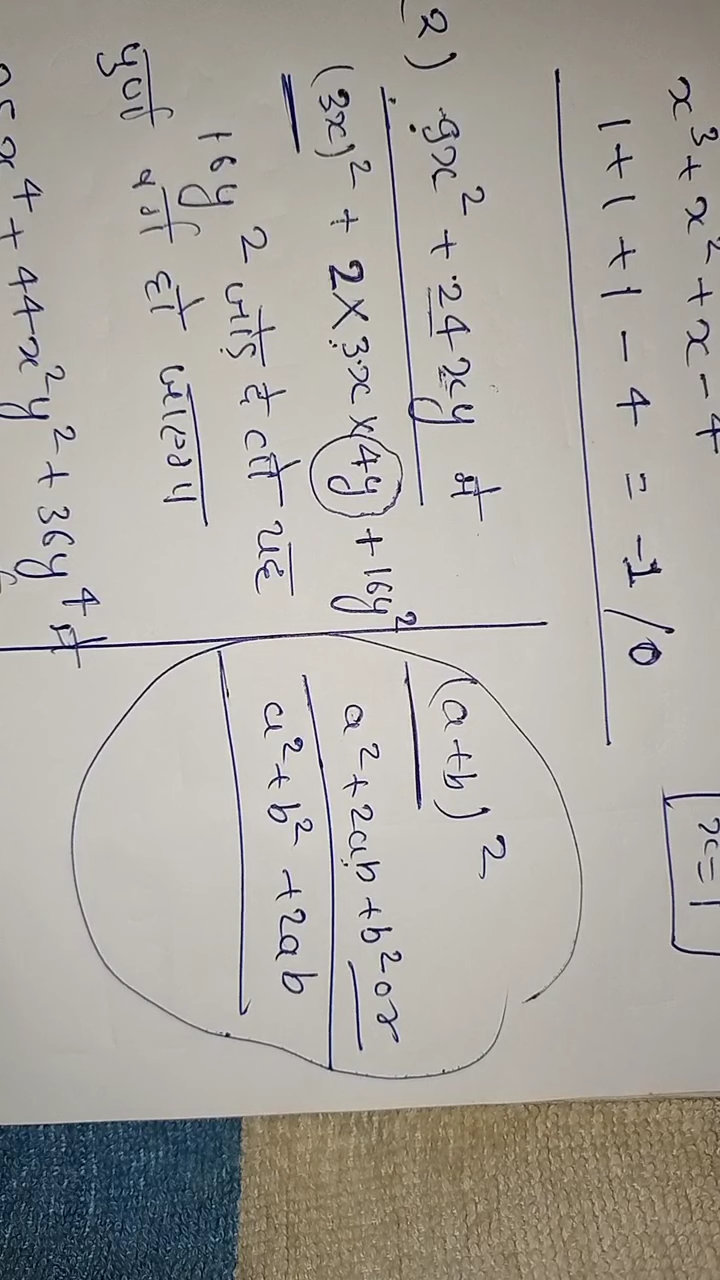 x³ + x² + x - 4
1 + 1 + 1 - 4 = -1/0
x = 1
2) 9x² + 24xy में
(3x)² + 2×3x×4y + 16y²
16y² जोड़ दें तो यह
पूर्ण वर्ग हो जाएगा
(a+b)²
a² + 2ab + b² or
a² + b² + 2ab
5x⁴ + 44x²y² + 36y⁴ में